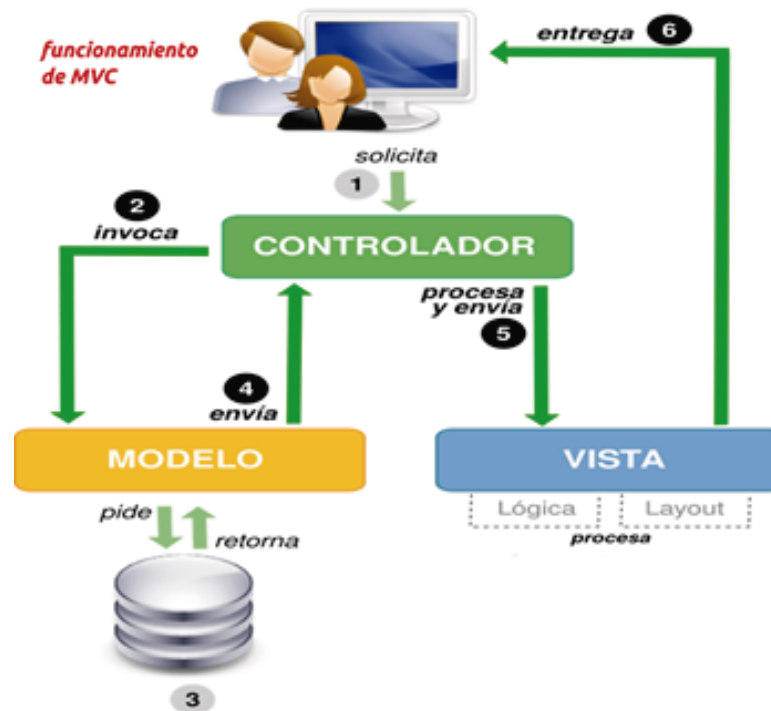 funcionamiento
de MVC
entrega 6
solicita
1
2
invoca
CONTROLADOR
procesa
y envía
5
4
envía
MODELO
VISTA
Lógica
Layout
procesa
pide
retorna
3